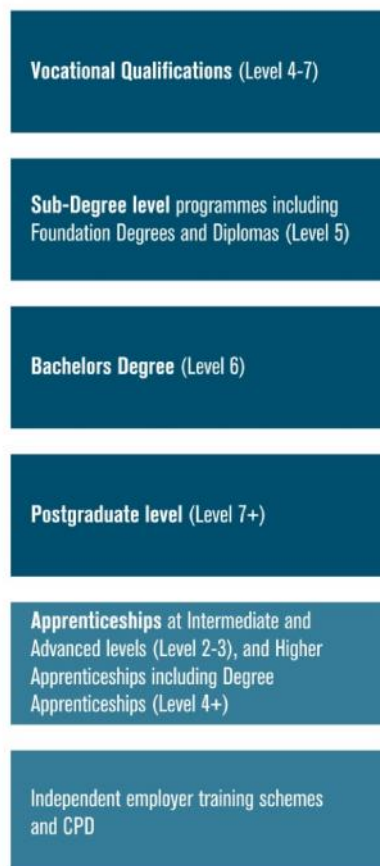 Vocational Qualifications (Level 4-7)
Sub-Degree level programmes including
Foundation Degrees and Diplomas (Level 5)
Bachelors Degree (Level 6)
Postgraduate level (Level 7+)
Apprenticeships at Intermediate and
Advanced levels (Level 2-3), and Higher
Apprenticeships including Degree
Apprenticeships (Level 4+)
Independent employer training schemes
and CPD